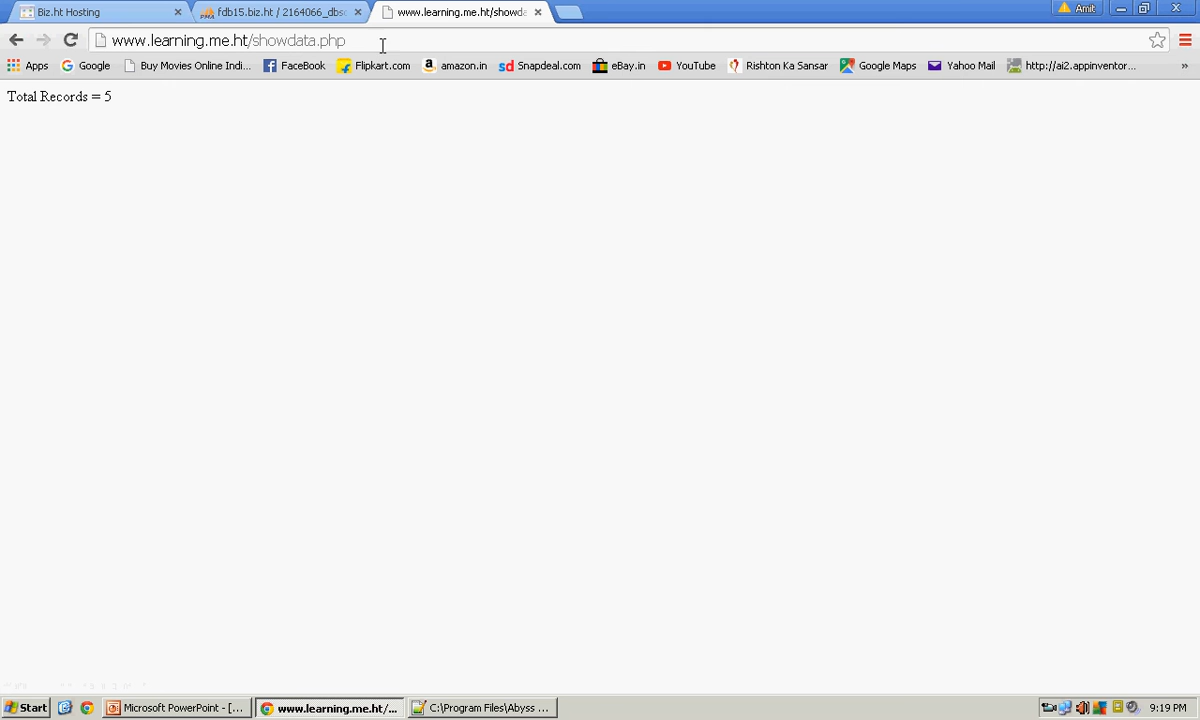 Biz.ht Hosting
fdb15.biz.ht / 2164066_dbsc
www.learning.me.ht/showda
Amit
www.learning.me.ht/showdata.php
Apps
Google
Buy Movies Online Indi...
FaceBook
Flipkart.com
amazon.in
Snapdeal.com
eBay.in
YouTube
Rishton Ka Sansar
Google Maps
Yahoo Mail
http://ai2.appinventor...
»
Total Records = 5
Start
Microsoft PowerPoint - [...
www.learning.me.ht/...
C:\Program Files\Abyss ...
9:19 PM